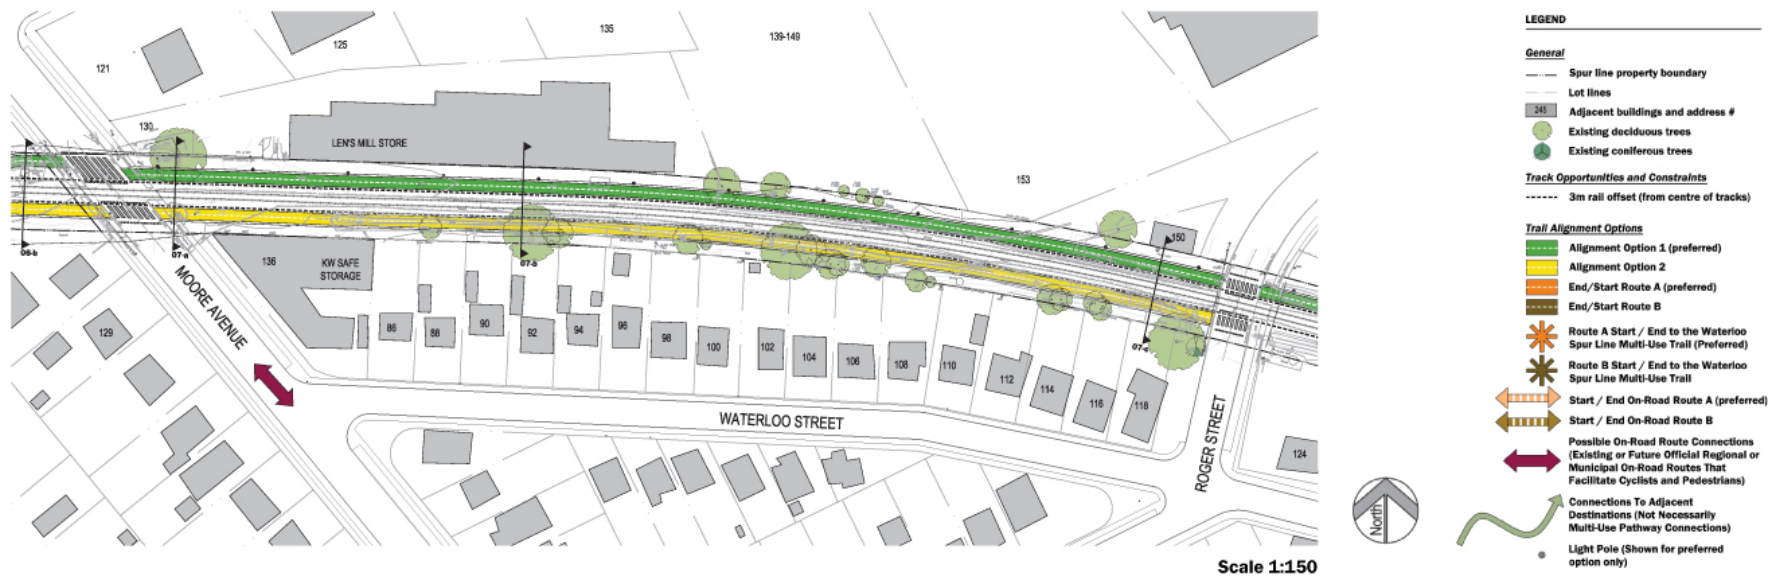 135
125
139-149
121
130
LEN'S MILL STORE
153
150
06-b
07-a
07-b
136
KW SAFE
STORAGE
07-c
MOORE AVENUE
129
86
88
90
92
94
96
98
100
102
104
106
108
110
112
114
116
118
WATERLOO STREET
ROGER STREET
124
North
Scale 1:150
LEGEND
General
Spur line property boundary
Lot lines
245
Adjacent buildings and address #
Existing deciduous trees
Existing coniferous trees
Track Opportunities and Constraints
3m rail offset (from centre of tracks)
Trail Alignment Options
Alignment Option 1 (preferred)
Alignment Option 2
End/Start Route A (preferred)
End/Start Route B
Route A Start / End to the Waterloo
Spur Line Multi-Use Trail (Preferred)
Route B Start / End to the Waterloo
Spur Line Multi-Use Trail
Start / End On-Road Route A (preferred)
Start / End On-Road Route B
Possible On-Road Route Connections
(Existing or Future Official Regional or
Municipal On-Road Routes That
Facilitate Cyclists and Pedestrians)
Connections To Adjacent
Destinations (Not Necessarily
Multi-Use Pathway Connections)
Light Pole (Shown for preferred
option only)